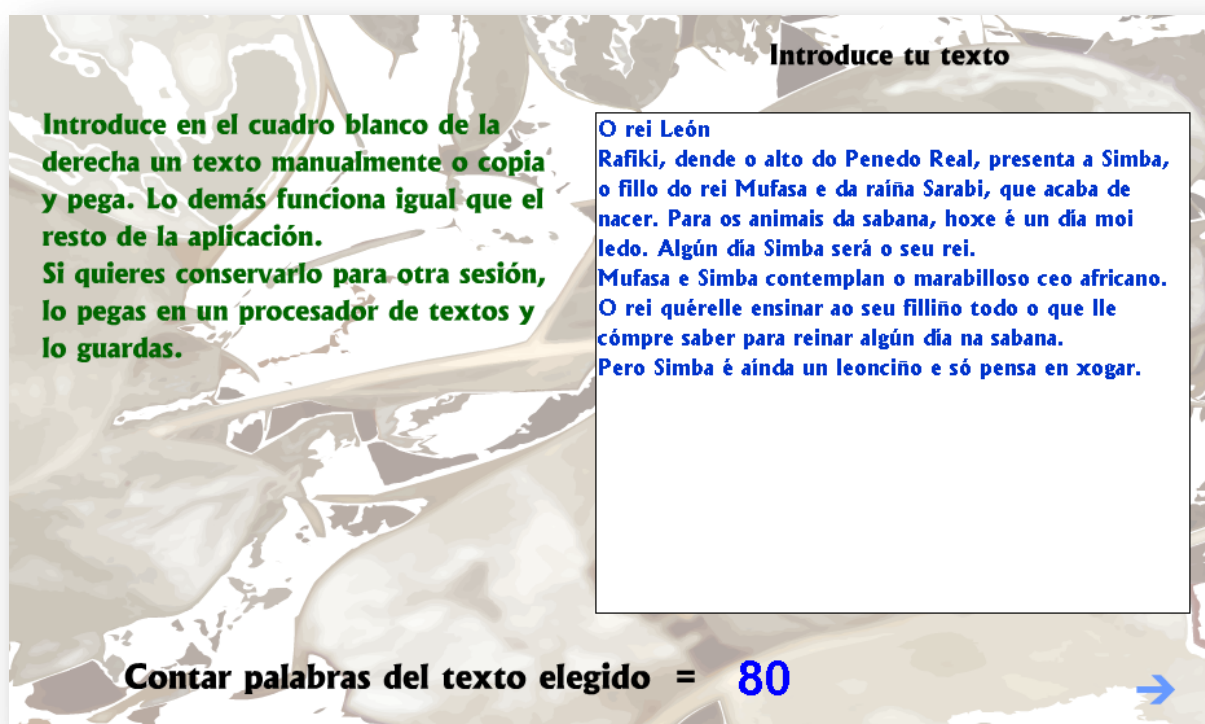 Introduce tu texto
Introduce en el cuadro blanco de la
derecha un texto manualmente o copia
y pega. Lo demás funciona igual que el
resto de la aplicación.
Si quieres conservarlo para otra sesión,
lo pegas en un procesador de textos y
lo guardas.
O rei León
Rafiki, dende o alto do Penedo Real, presenta a Simba,
o fillo do rei Mufasa e da raíña Sarabi, que acaba de
nacer. Para os animais da sabana, hoxe é un día moi
ledo. Algún día Simba será o seu rei.
Mufasa e Simba contemplan o marabilloso ceo africano.
O rei quérelle ensinar ao seu filliño todo o que lle
cómpre saber para reinar algún día na sabana.
Pero Simba é aínda un leonciño e só pensa en xogar.
Contar palabras del texto elegido = 80